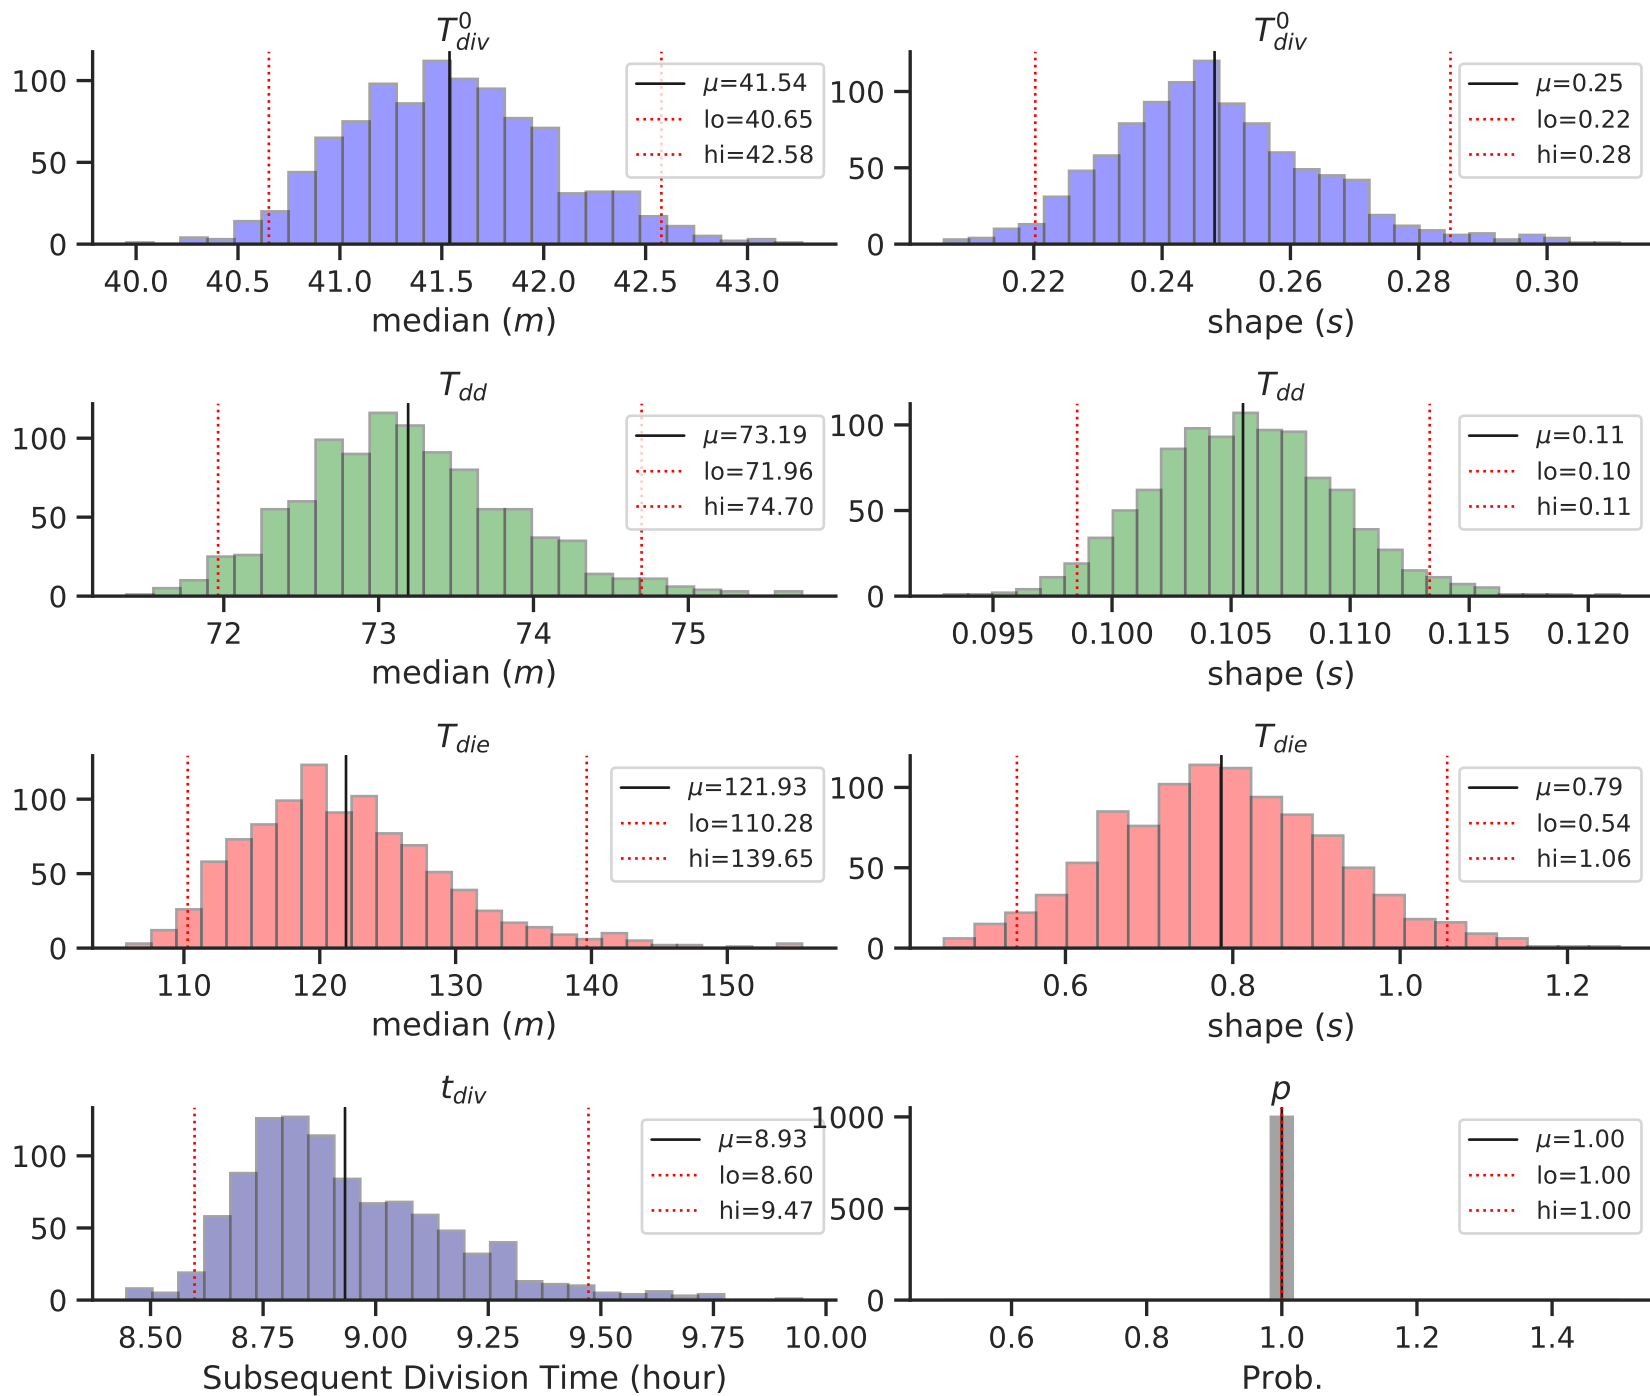 T⁰div
100
50
0
μ=41.54
lo=40.65
hi=42.58
40.0 40.5 41.0 41.5 42.0 42.5 43.0
median (m)
T⁰div
100
50
0
μ=0.25
lo=0.22
hi=0.28
0.22 0.24 0.26 0.28 0.30
shape (s)
Tdd
100
50
0
μ=73.19
lo=71.96
hi=74.70
72 73 74 75
median (m)
Tdd
100
50
0
μ=0.11
lo=0.10
hi=0.11
0.095 0.100 0.105 0.110 0.115 0.120
shape (s)
Tdie
100
50
0
μ=121.93
lo=110.28
hi=139.65
110 120 130 140 150
median (m)
Tdie
100
50
0
μ=0.79
lo=0.54
hi=1.06
0.6 0.8 1.0 1.2
shape (s)
tdiv
100
50
0
μ=8.93
lo=8.60
hi=9.47
8.50 8.75 9.00 9.25 9.50 9.75 10.00
Subsequent Division Time (hour)
p
1000
500
0
μ=1.00
lo=1.00
hi=1.00
0.6 0.8 1.0 1.2 1.4
Prob.